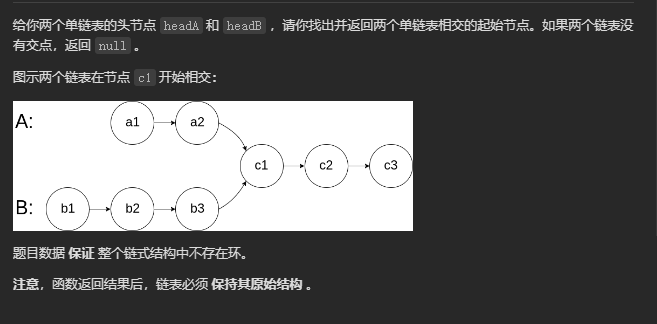 给你两个单链表的头节点 headA 和 headB ，请你找出并返回两个单链表相交的起始节点。如果两个链表没
有交点，返回 null 。
图示两个链表在节点 c1 开始相交：
A: a1 a2
c1 c2 c3
B: b1 b2 b3
题目数据 保证 整个链式结构中不存在环。
注意，函数返回结果后，链表必须 保持其原始结构 。